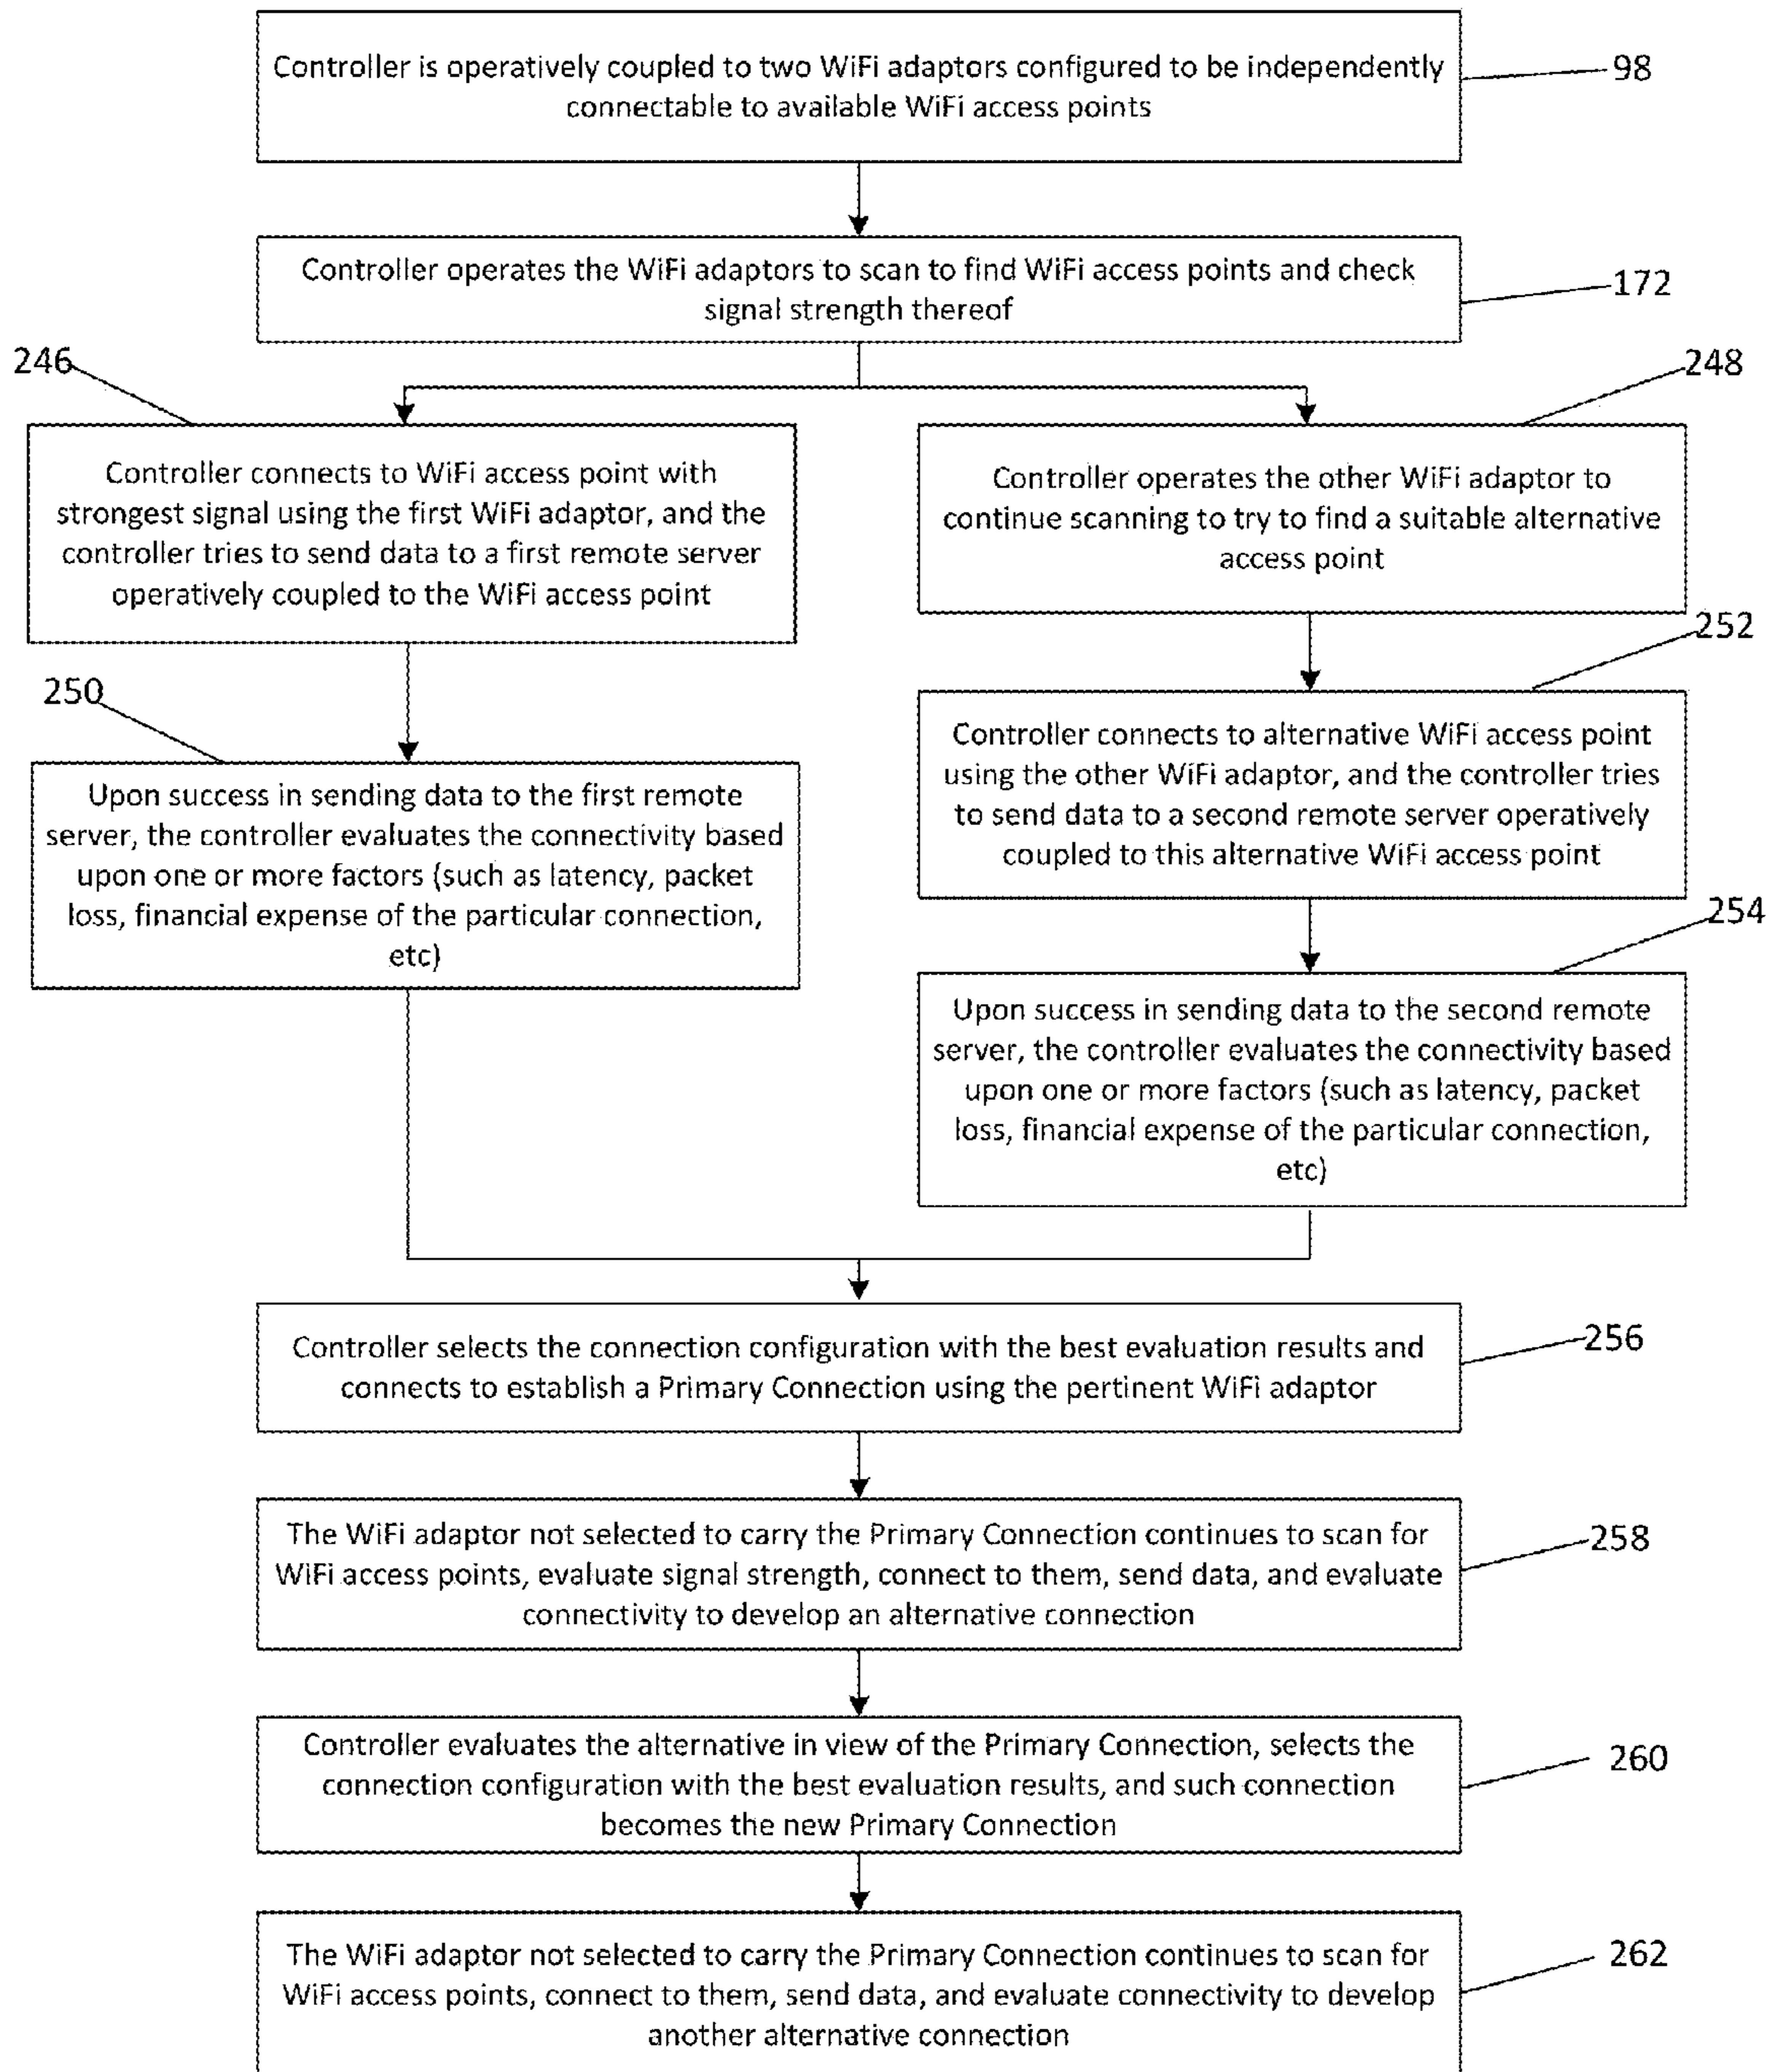 Controller is operatively coupled to two WiFi adaptors configured to be independently
connectable to available WiFi access points
98
Controller operates the WiFi adaptors to scan to find WiFi access points and check
signal strength thereof
172
246
248
Controller connects to WiFi access point with
strongest signal using the first WiFi adaptor, and the
controller tries to send data to a first remote server
operatively coupled to the WiFi access point
Controller operates the other WiFi adaptor to
continue scanning to try to find a suitable alternative
access point
250
252
Upon success in sending data to the first remote
server, the controller evaluates the connectivity based
upon one or more factors (such as latency, packet
loss, financial expense of the particular connection,
etc)
Controller connects to alternative WiFi access point
using the other WiFi adaptor, and the controller tries
to send data to a second remote server operatively
coupled to this alternative WiFi access point
254
Upon success in sending data to the second remote
server, the controller evaluates the connectivity based
upon one or more factors (such as latency, packet
loss, financial expense of the particular connection,
etc)
Controller selects the connection configuration with the best evaluation results and
connects to establish a Primary Connection using the pertinent WiFi adaptor
256
The WiFi adaptor not selected to carry the Primary Connection continues to scan for
WiFi access points, evaluate signal strength, connect to them, send data, and evaluate
connectivity to develop an alternative connection
258
Controller evaluates the alternative in view of the Primary Connection, selects the
connection configuration with the best evaluation results, and such connection
becomes the new Primary Connection
260
The WiFi adaptor not selected to carry the Primary Connection continues to scan for
WiFi access points, connect to them, send data, and evaluate connectivity to develop
another alternative connection
262